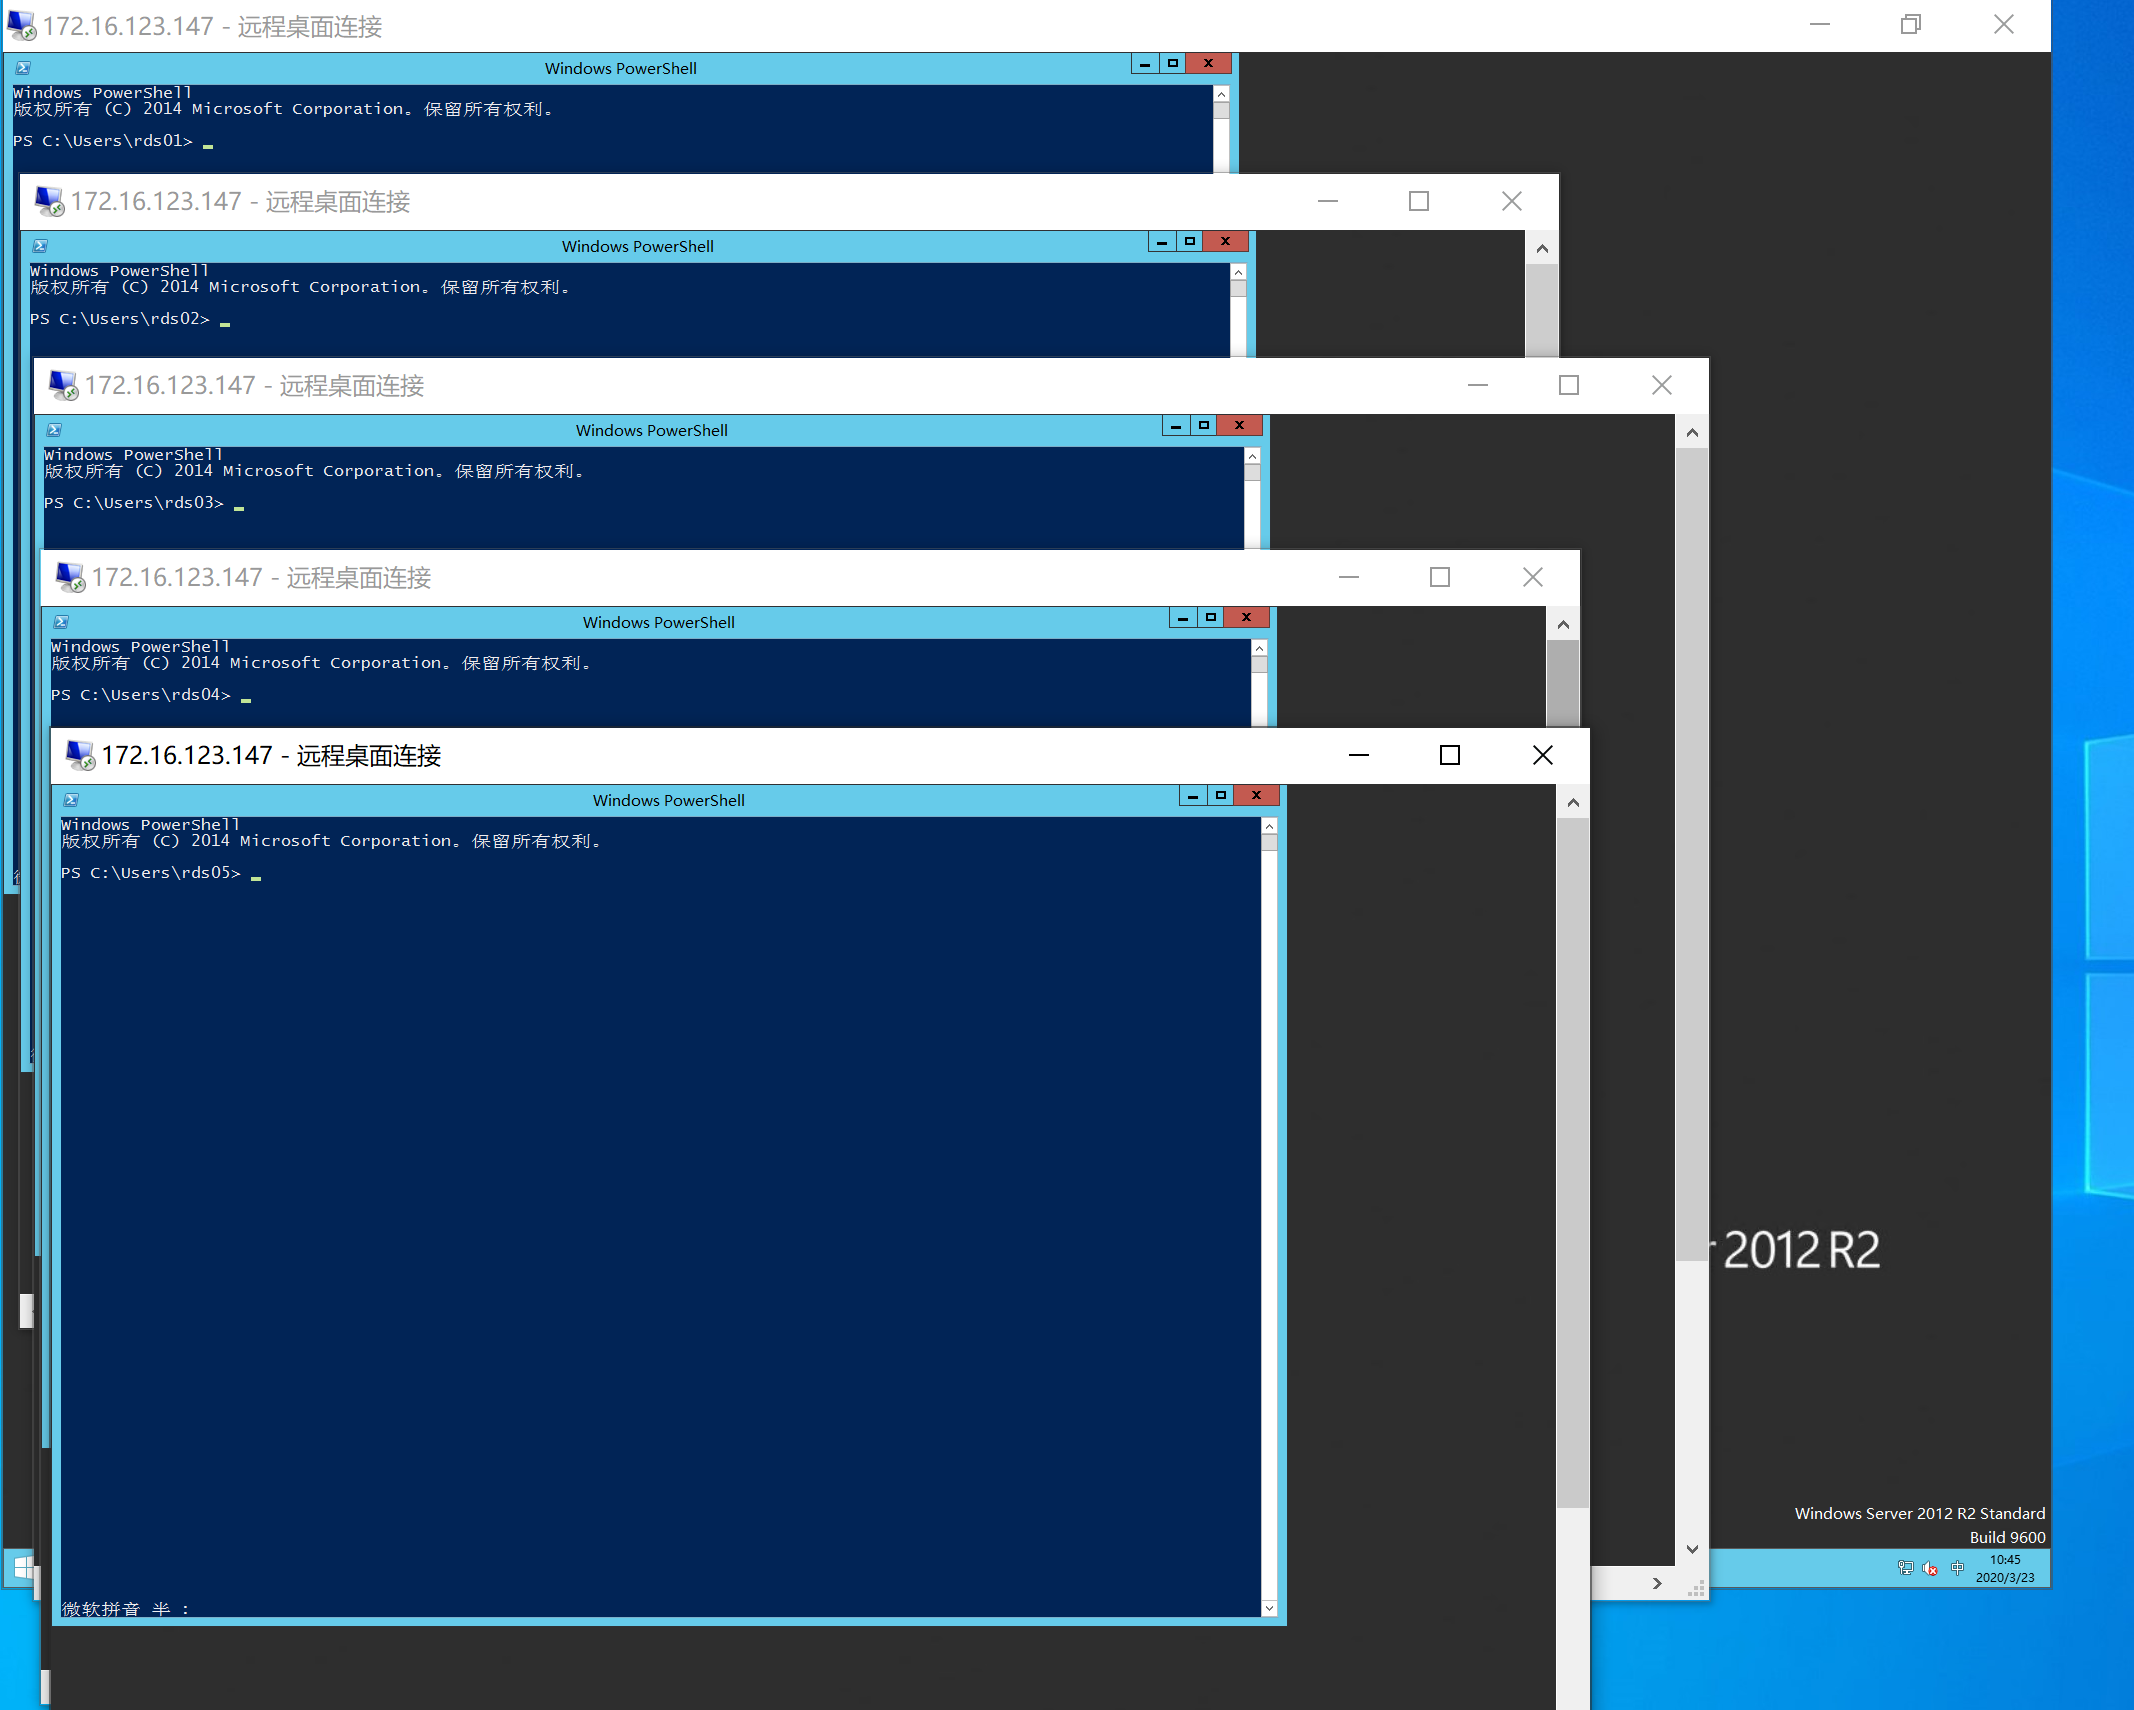 172.16.123.147 - 远程桌面连接
Windows PowerShell
Windows PowerShell
版权所有 (C) 2014 Microsoft Corporation。保留所有权利。
PS C:\Users\rds01>
172.16.123.147 - 远程桌面连接
Windows PowerShell
Windows PowerShell
版权所有 (C) 2014 Microsoft Corporation。保留所有权利。
PS C:\Users\rds02>
172.16.123.147 - 远程桌面连接
Windows PowerShell
Windows PowerShell
版权所有 (C) 2014 Microsoft Corporation。保留所有权利。
PS C:\Users\rds03>
172.16.123.147 - 远程桌面连接
Windows PowerShell
Windows PowerShell
版权所有 (C) 2014 Microsoft Corporation。保留所有权利。
PS C:\Users\rds04>
172.16.123.147 - 远程桌面连接
Windows PowerShell
Windows PowerShell
版权所有 (C) 2014 Microsoft Corporation。保留所有权利。
PS C:\Users\rds05>
微软拼音 半 :
2012 R2
Windows Server 2012 R2 Standard
Build 9600
中
10:45
2020/3/23